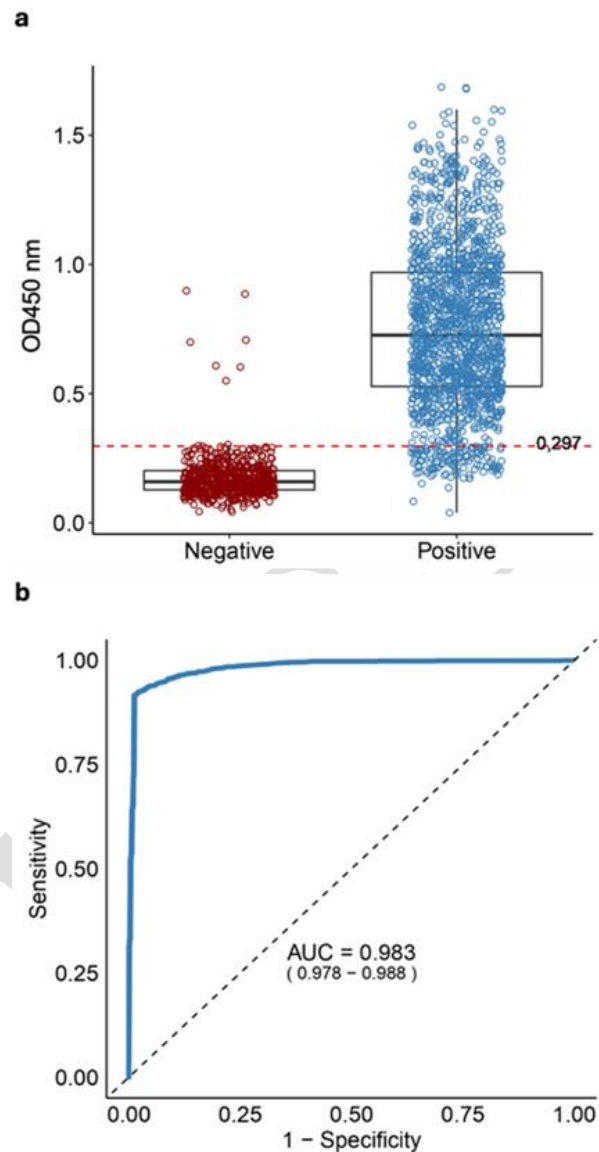 a
OD450 nm
1.5
1.0
0.5
0.0
0,297
Negative Positive
b
Sensitivity
1.00
0.75
0.50
0.25
0.00
AUC = 0.983
( 0.978 − 0.988 )
0.00 0.25 0.50 0.75 1.00
1 − Specificity